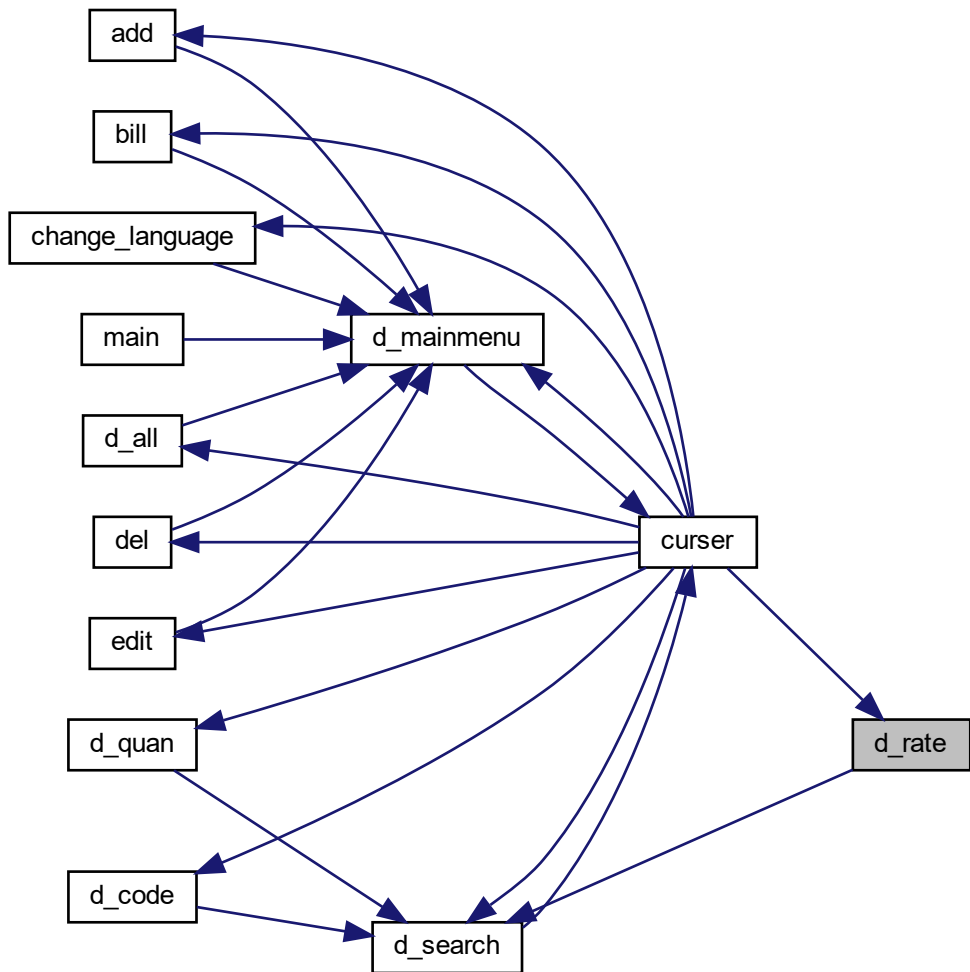 add
bill
change_language
main
d_mainmenu
d_all
del
curser
edit
d_quan
d_rate
d_code
d_search